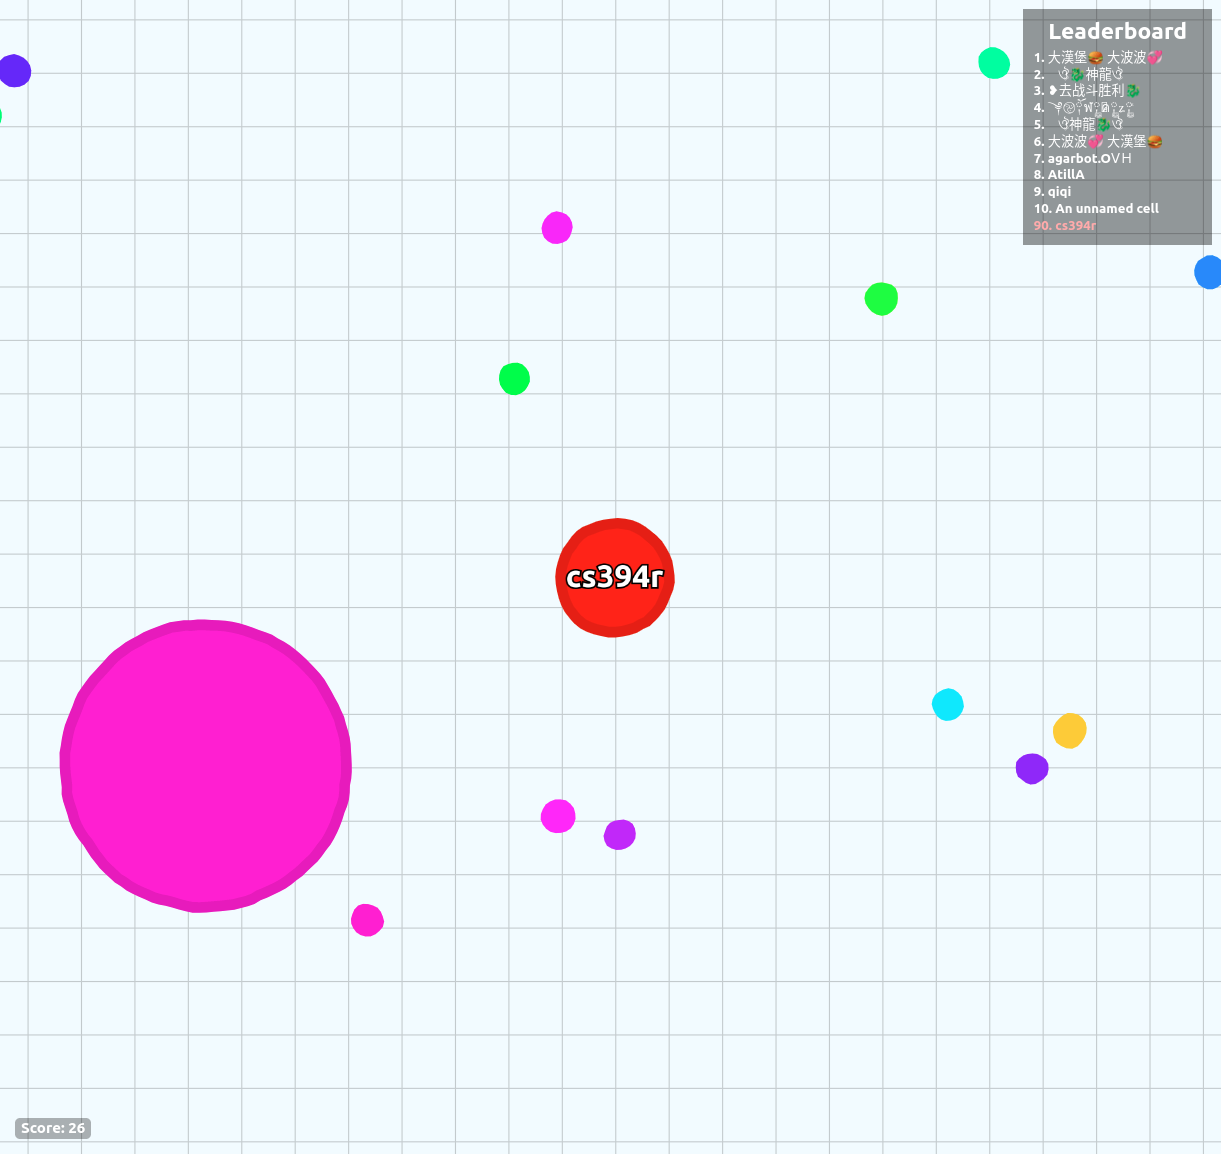 Leaderboard
1. 大漢堡🍔 大波波💞
2. 🐉神龍
3. ❥去战斗胜利🐉
5. 神龍🐉
6. 大波波💞 大漢堡🍔
7. agarbot.OVH
8. AtillA
9. qiqi
10. An unnamed cell
90. cs394r
cs394r
Score: 26